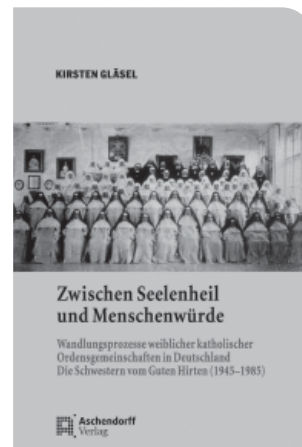 KIRSTEN GLÄSEL
Zwischen Seelenheil
und Menschenwürde
Wandlungsprozesse weiblicher katholischer
Ordensgemeinschaften in Deutschland
Die Schwestern vom Guten Hirten (1945–1985)
Aschendorff
Verlag